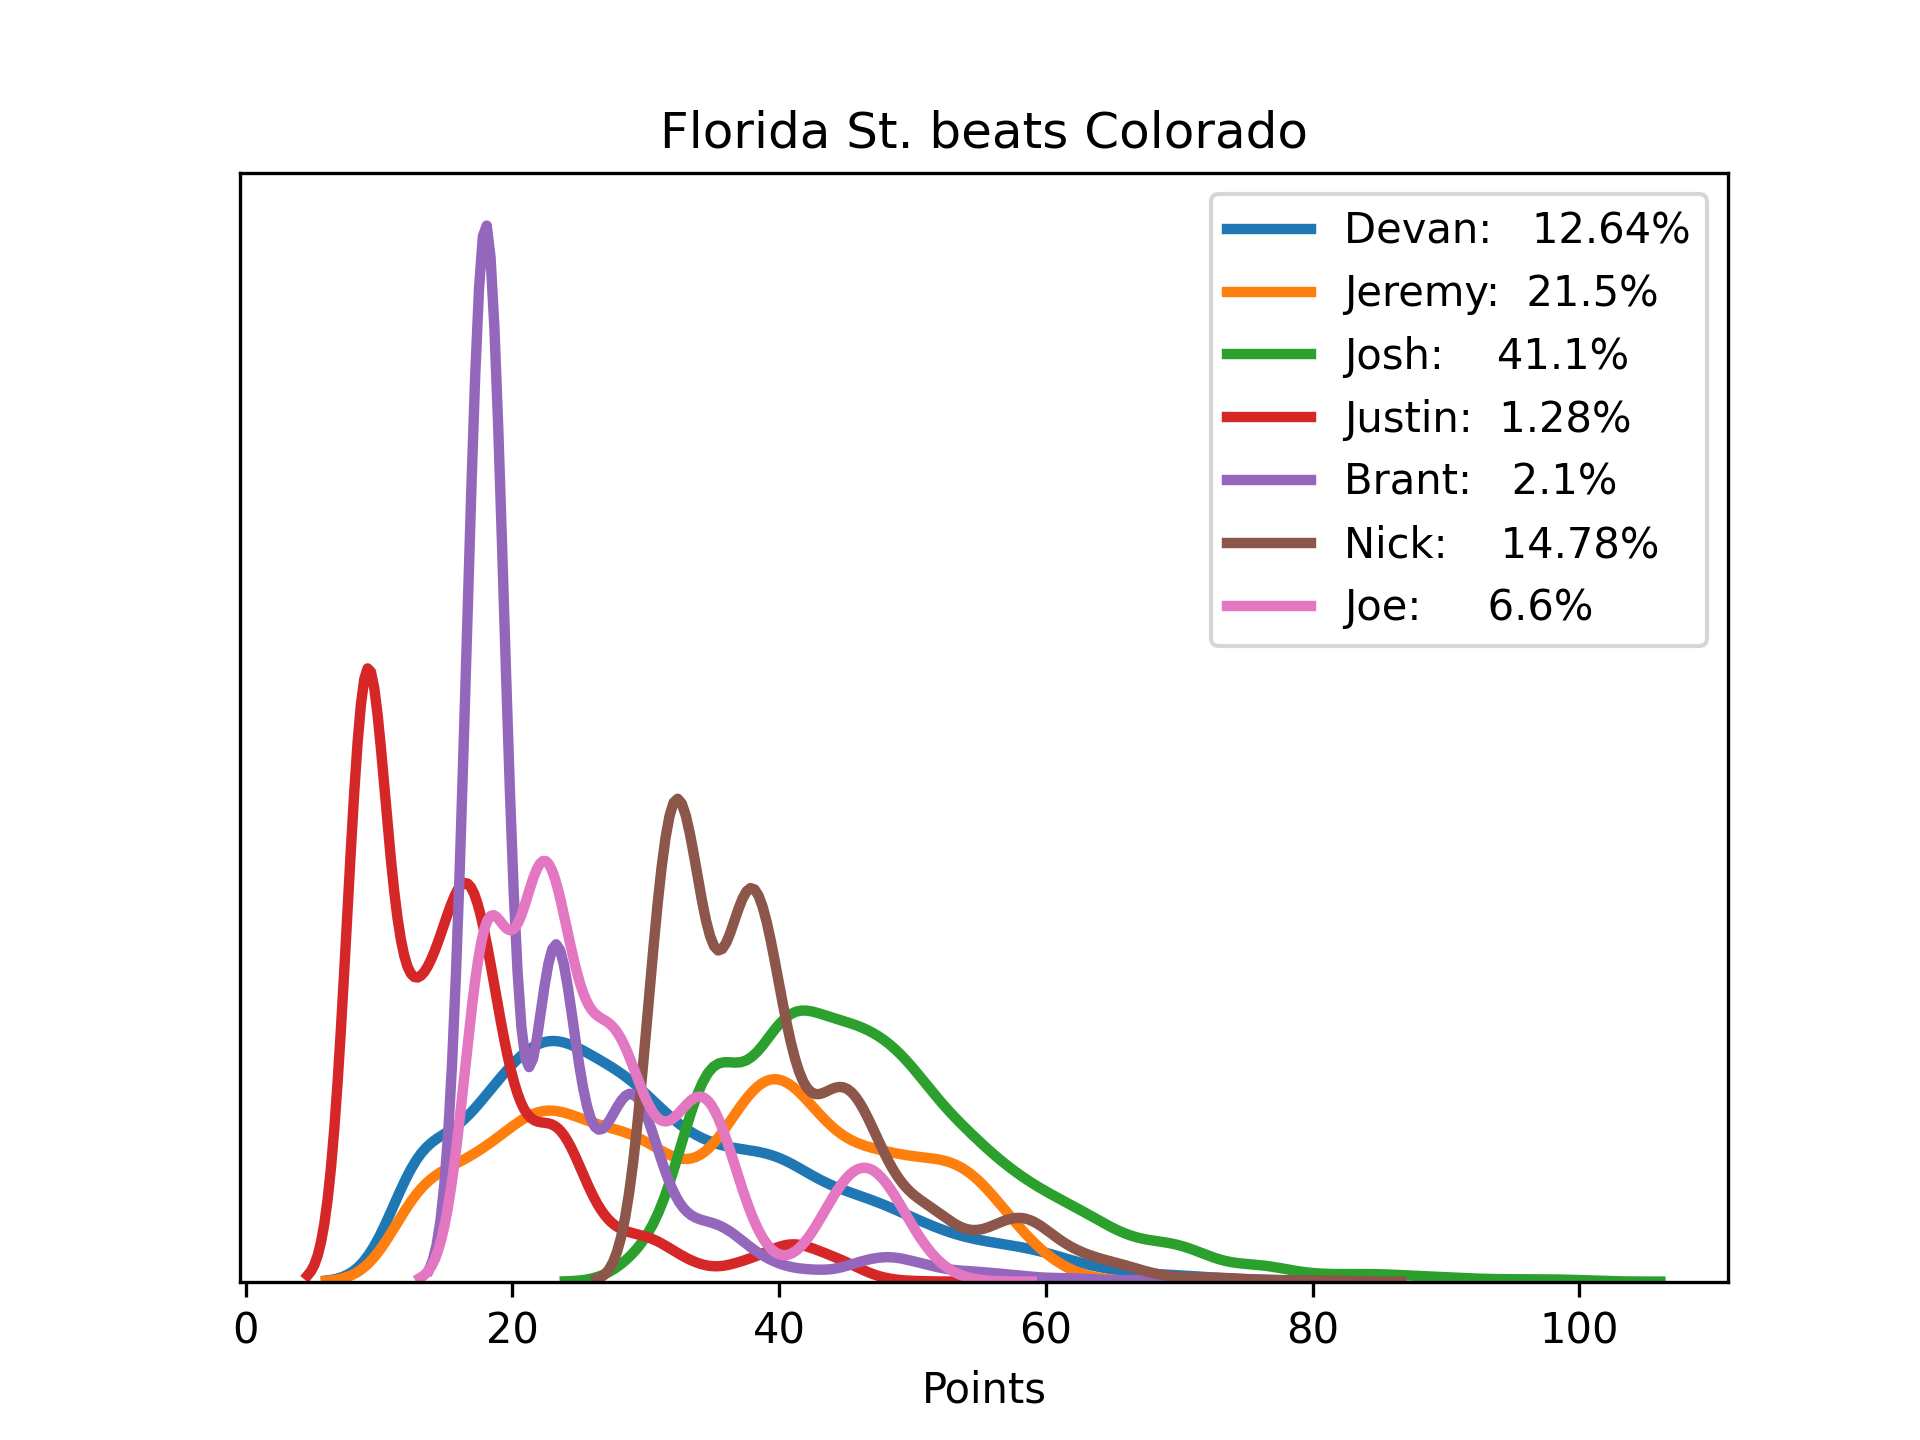 Florida St. beats Colorado
Devan: 12.64%
Jeremy: 21.5%
Josh: 41.1%
Justin: 1.28%
Brant: 2.1%
Nick: 14.78%
Joe: 6.6%
0 20 40 60 80 100
Points